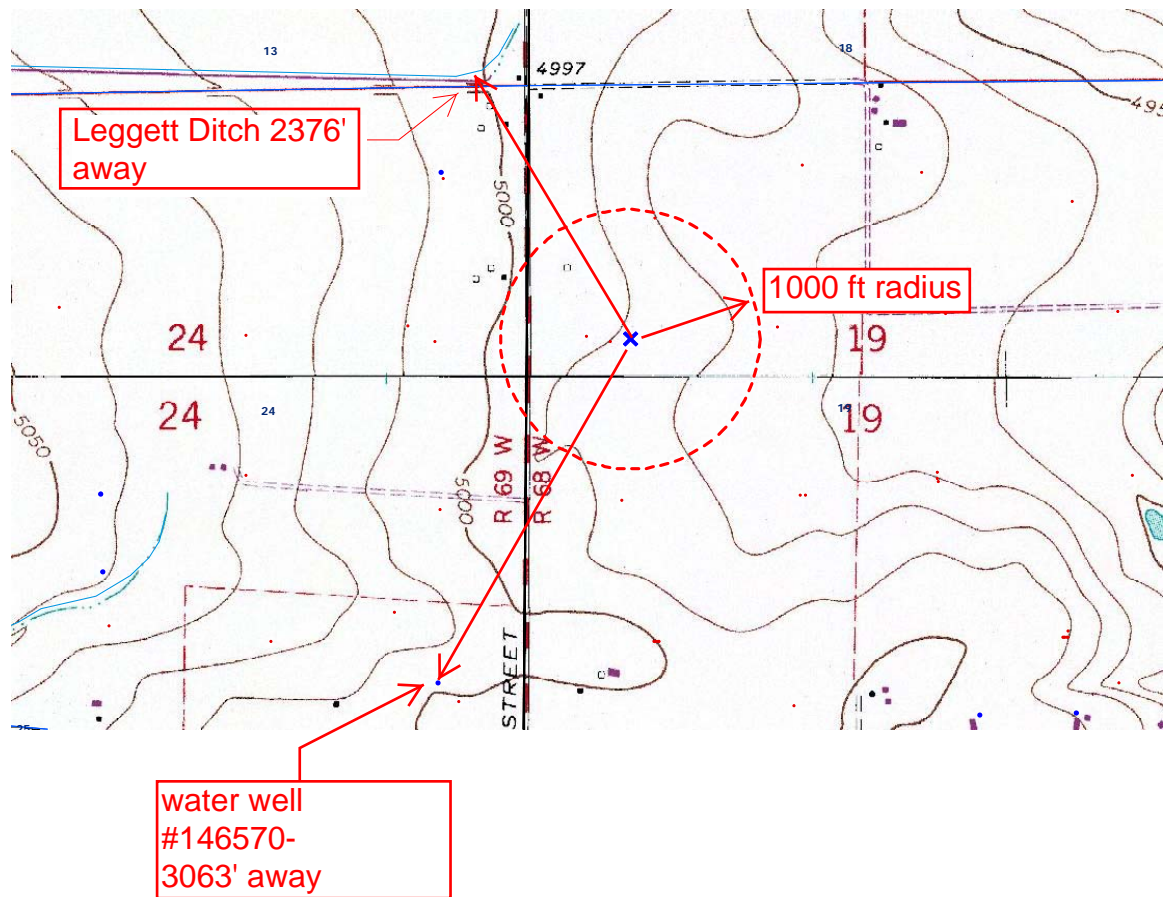 13
18
4997
495
Leggett Ditch 2376'
away
5000
1000 ft radius
24
19
24
24
19
5050
5000
R 69 W
R 68 W
STREET
25
water well
#146570-
3063' away